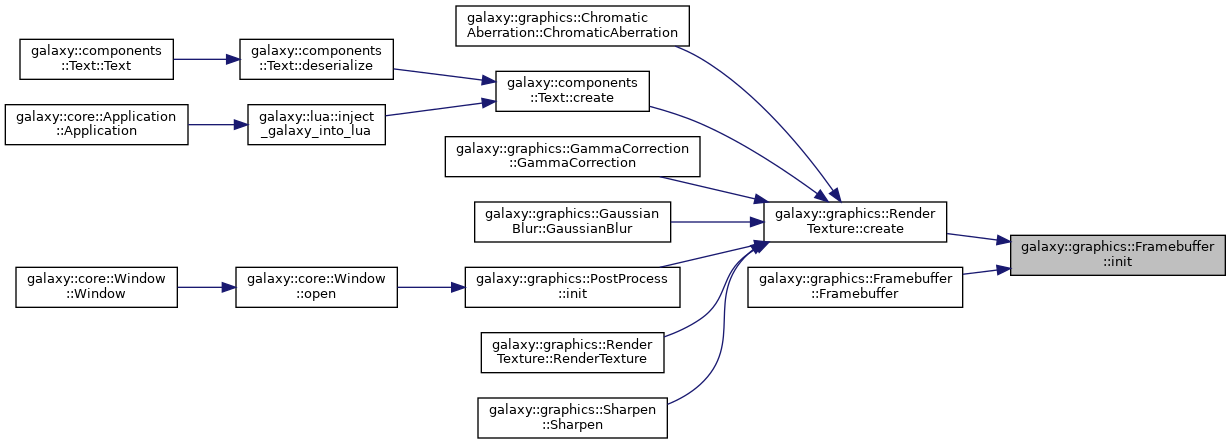 galaxy::graphics::Chromatic
Aberration::ChromaticAberration
galaxy::components
::Text::Text
galaxy::components
::Text::deserialize
galaxy::components
::Text::create
galaxy::core::Application
::Application
galaxy::lua::inject
_galaxy_into_lua
galaxy::graphics::GammaCorrection
::GammaCorrection
galaxy::graphics::Gaussian
Blur::GaussianBlur
galaxy::graphics::Render
Texture::create
galaxy::graphics::Framebuffer
::init
galaxy::core::Window
::Window
galaxy::core::Window
::open
galaxy::graphics::PostProcess
::init
galaxy::graphics::Framebuffer
::Framebuffer
galaxy::graphics::Render
Texture::RenderTexture
galaxy::graphics::Sharpen
::Sharpen